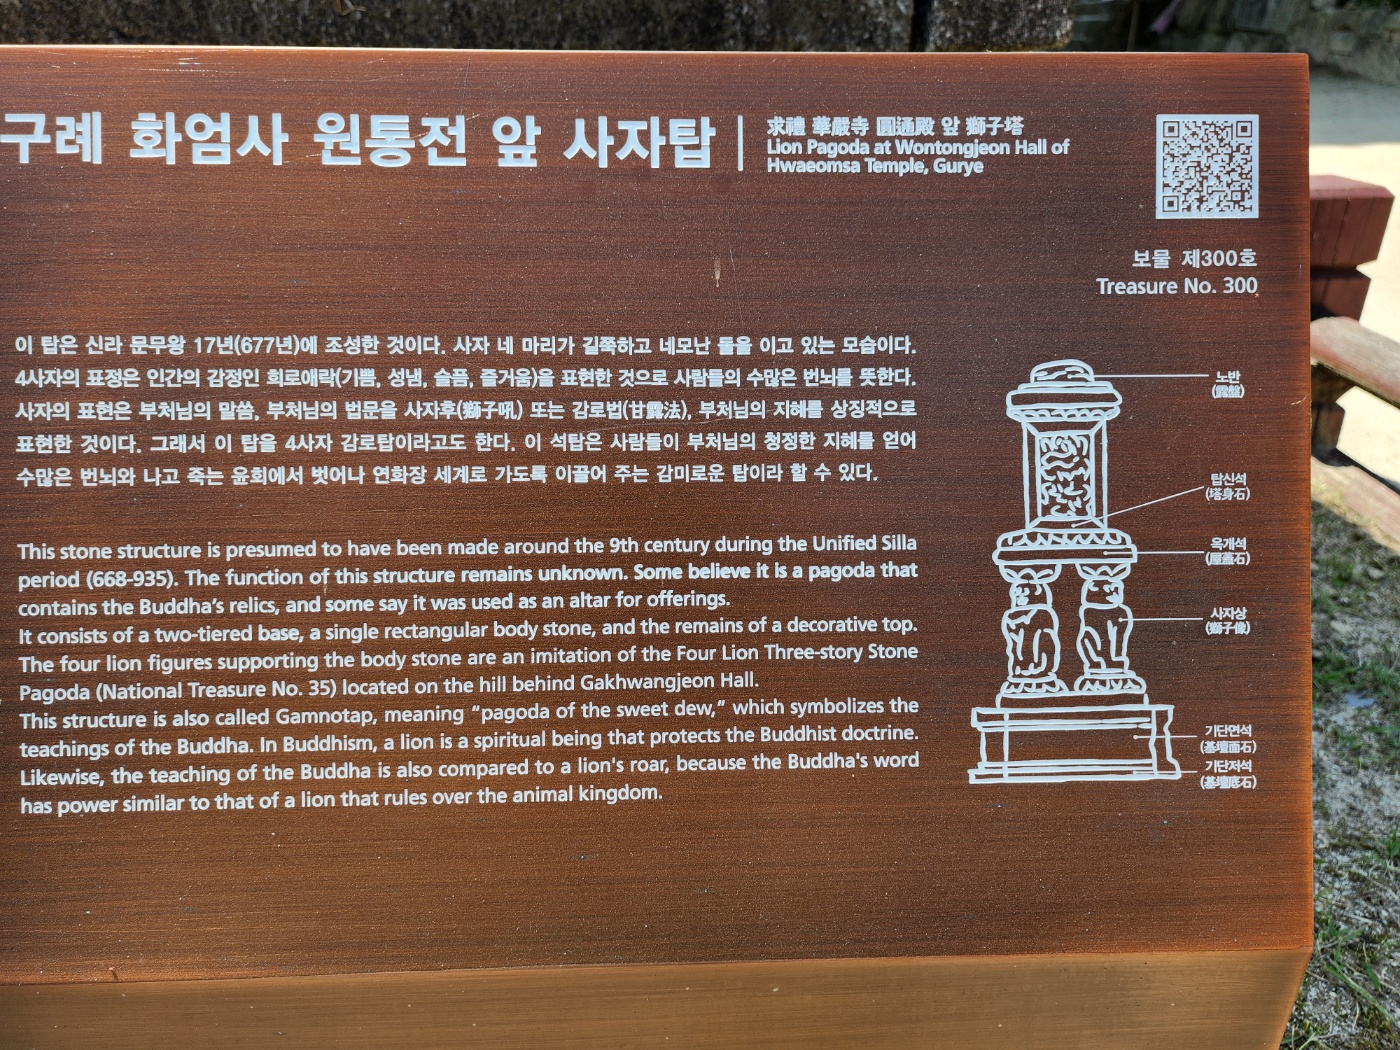 구례 화엄사 원통전 앞 사자탑
求禮 華嚴寺 圓通殿 앞 獅子塔
Lion Pagoda at Wontongjeon Hall of
Hwaeomsa Temple, Gurye
보물 제300호
Treasure No. 300
이 탑은 신라 문무왕 17년(677년)에 조성한 것이다. 사자 네 마리가 길쭉하고 네모난 돌을 이고 있는 모습이다.
4사자의 표정은 인간의 감정인 희로애락(기쁨, 성냄, 슬픔, 즐거움)을 표현한 것으로 사람들의 수많은 번뇌를 뜻한다.
사자의 표현은 부처님의 말씀, 부처님의 법문을 사자후(獅子吼) 또는 감로법(甘露法), 부처님의 지혜를 상징적으로
표현한 것이다. 그래서 이 탑을 4사자 감로탑이라고도 한다. 이 석탑은 사람들이 부처님의 청정한 지혜를 얻어
수많은 번뇌와 나고 죽는 윤회에서 벗어나 연화장 세계로 가도록 이끌어 주는 감미로운 탑이라 할 수 있다.
This stone structure is presumed to have been made around the 9th century during the Unified Silla
period (668-935). The function of this structure remains unknown. Some believe it is a pagoda that
contains the Buddha's relics, and some say it was used as an altar for offerings.
It consists of a two-tiered base, a single rectangular body stone, and the remains of a decorative top.
The four lion figures supporting the body stone are an imitation of the Four Lion Three-story Stone
Pagoda (National Treasure No. 35) located on the hill behind Gakhwangjeon Hall.
This structure is also called Gamnotap, meaning "pagoda of the sweet dew," which symbolizes the
teachings of the Buddha. In Buddhism, a lion is a spiritual being that protects the Buddhist doctrine.
Likewise, the teaching of the Buddha is also compared to a lion's roar, because the Buddha's word
has power similar to that of a lion that rules over the animal kingdom.
노반
(露盤)
탑신석
(塔身石)
옥개석
(屋蓋石)
사자상
(獅子像)
기단면석
(基壇面石)
기단저석
(基壇底石)